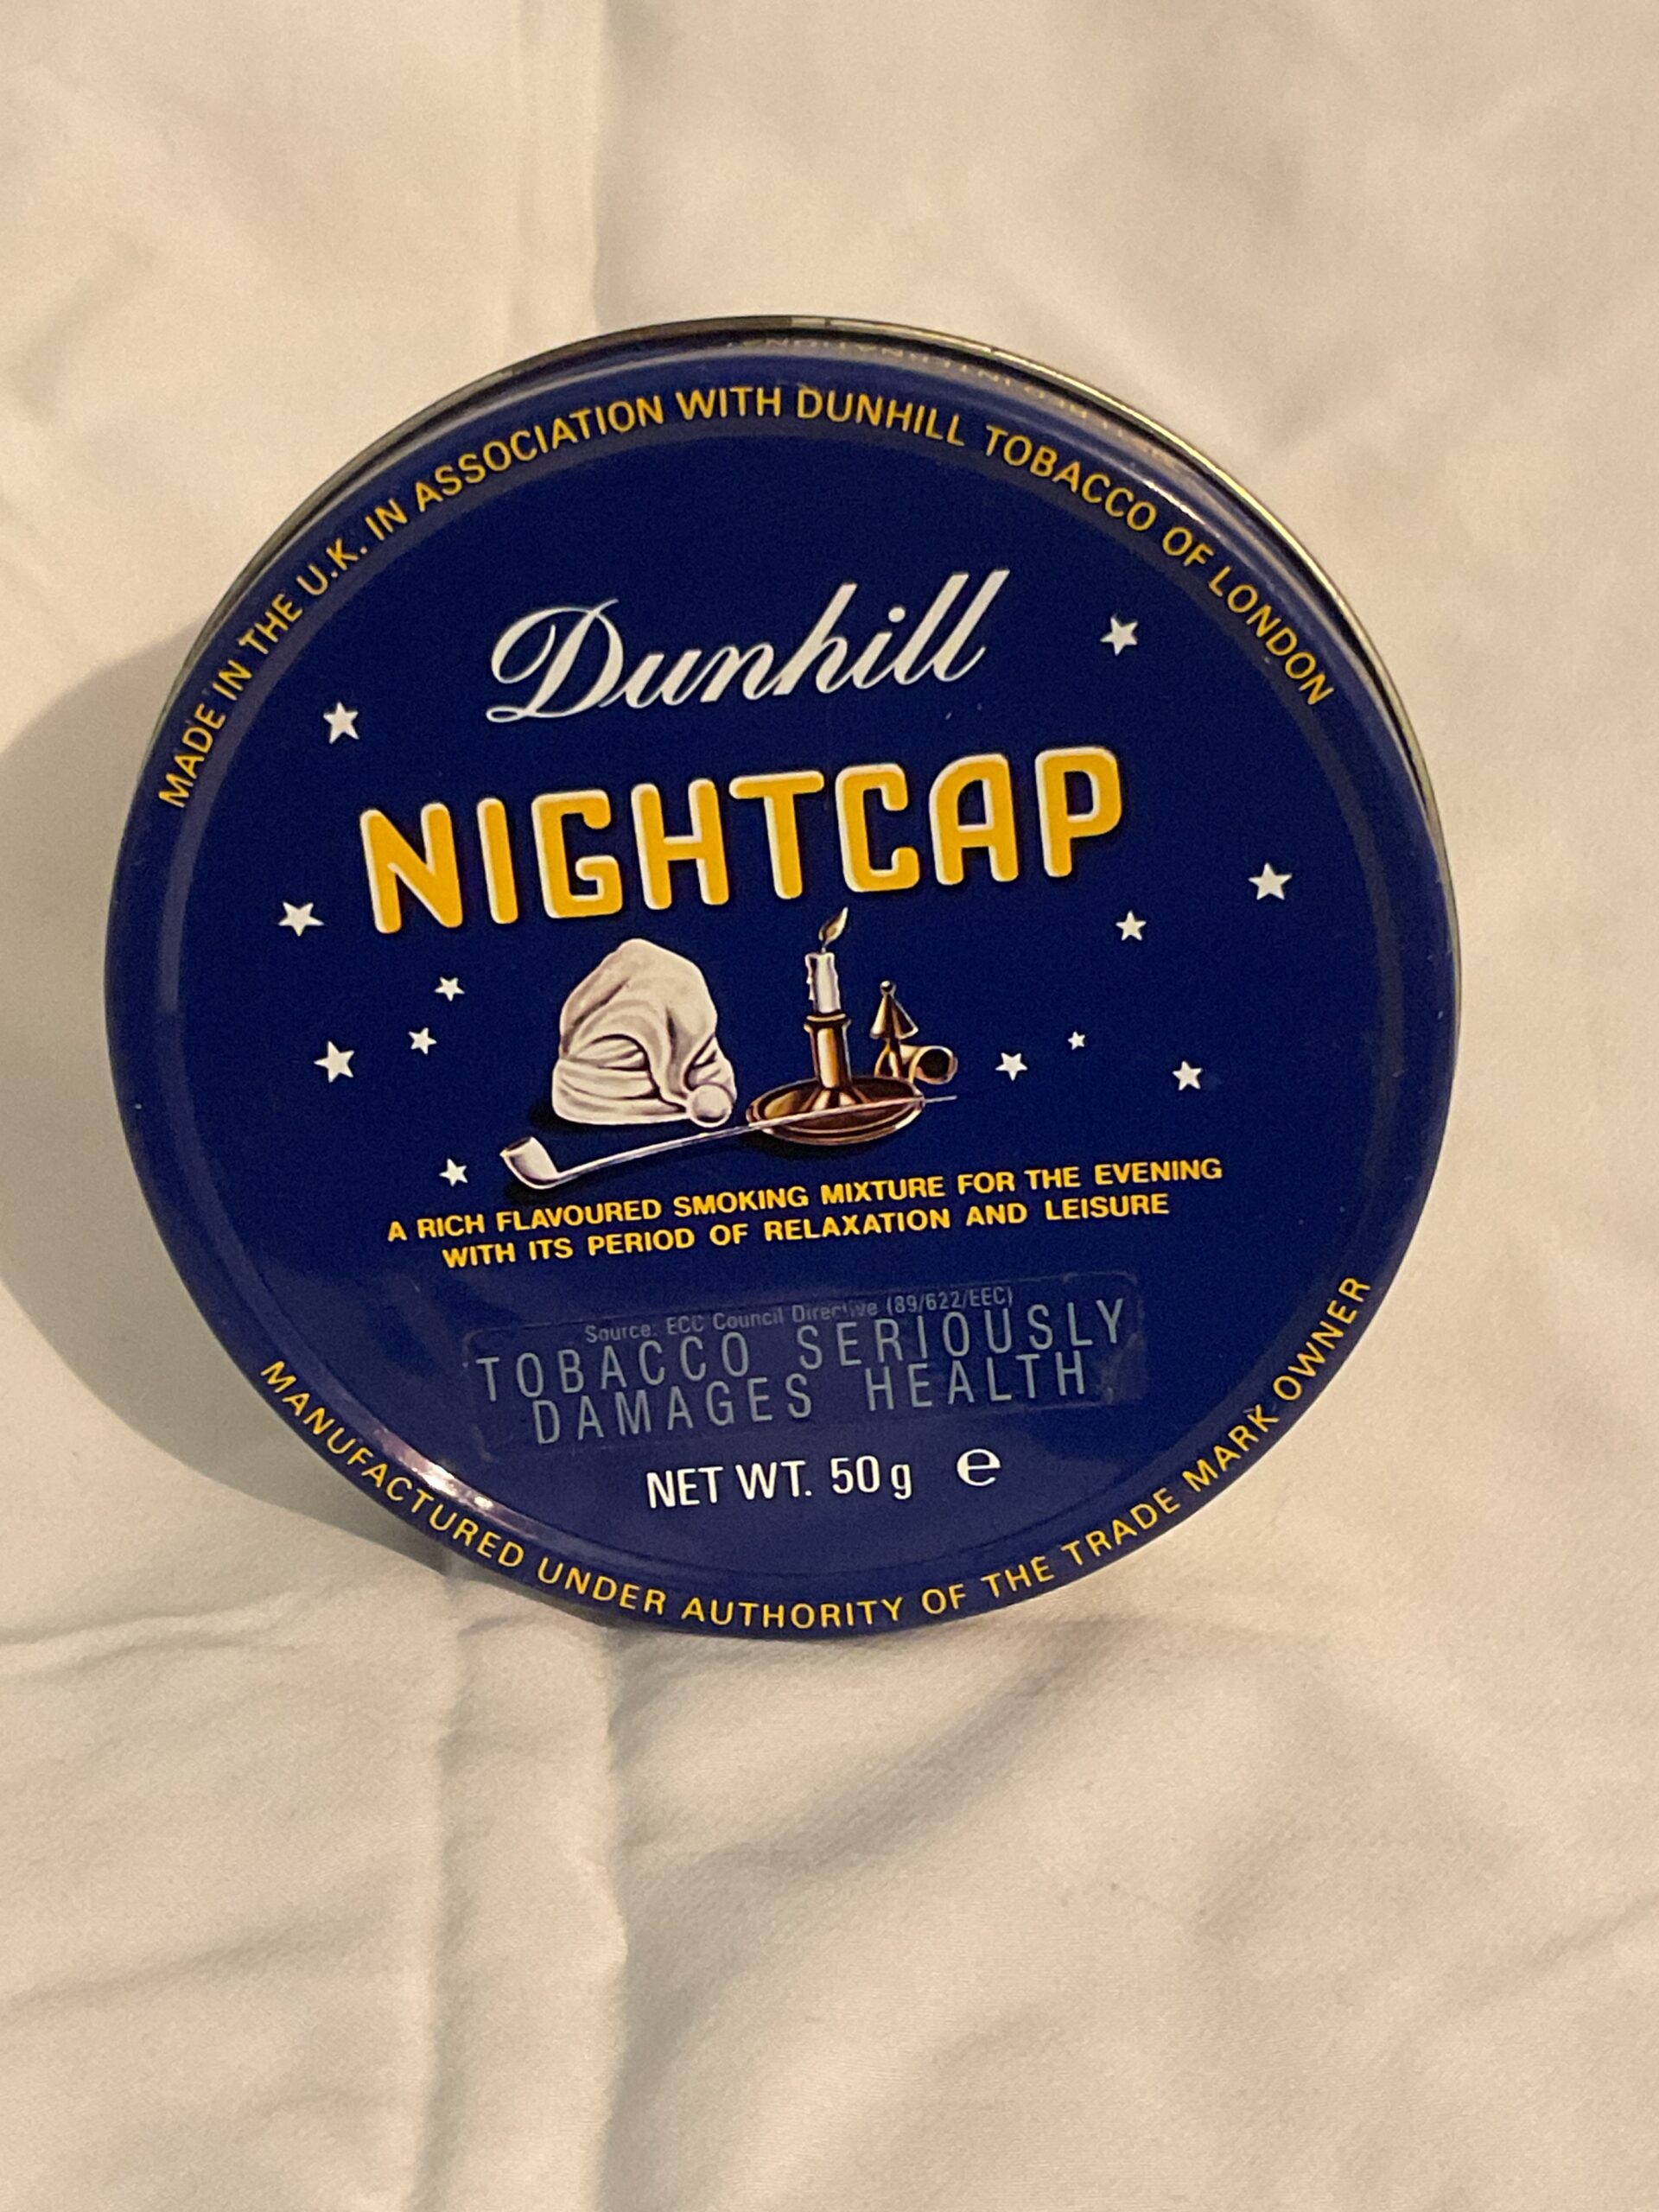 MADE IN THE U.K. IN ASSOCIATION WITH DUNHILL TOBACCO OF LONDON
Dunhill
NIGHTCAP
A RICH FLAVOURED SMOKING MIXTURE FOR THE EVENING
WITH ITS PERIOD OF RELAXATION AND LEISURE
Source: ECC Council Directive (89/622/EEC)
TOBACCO SERIOUSLY
DAMAGES HEALTH
NET WT. 50g ℮
MANUFACTURED UNDER AUTHORITY OF THE TRADE MARK OWNER